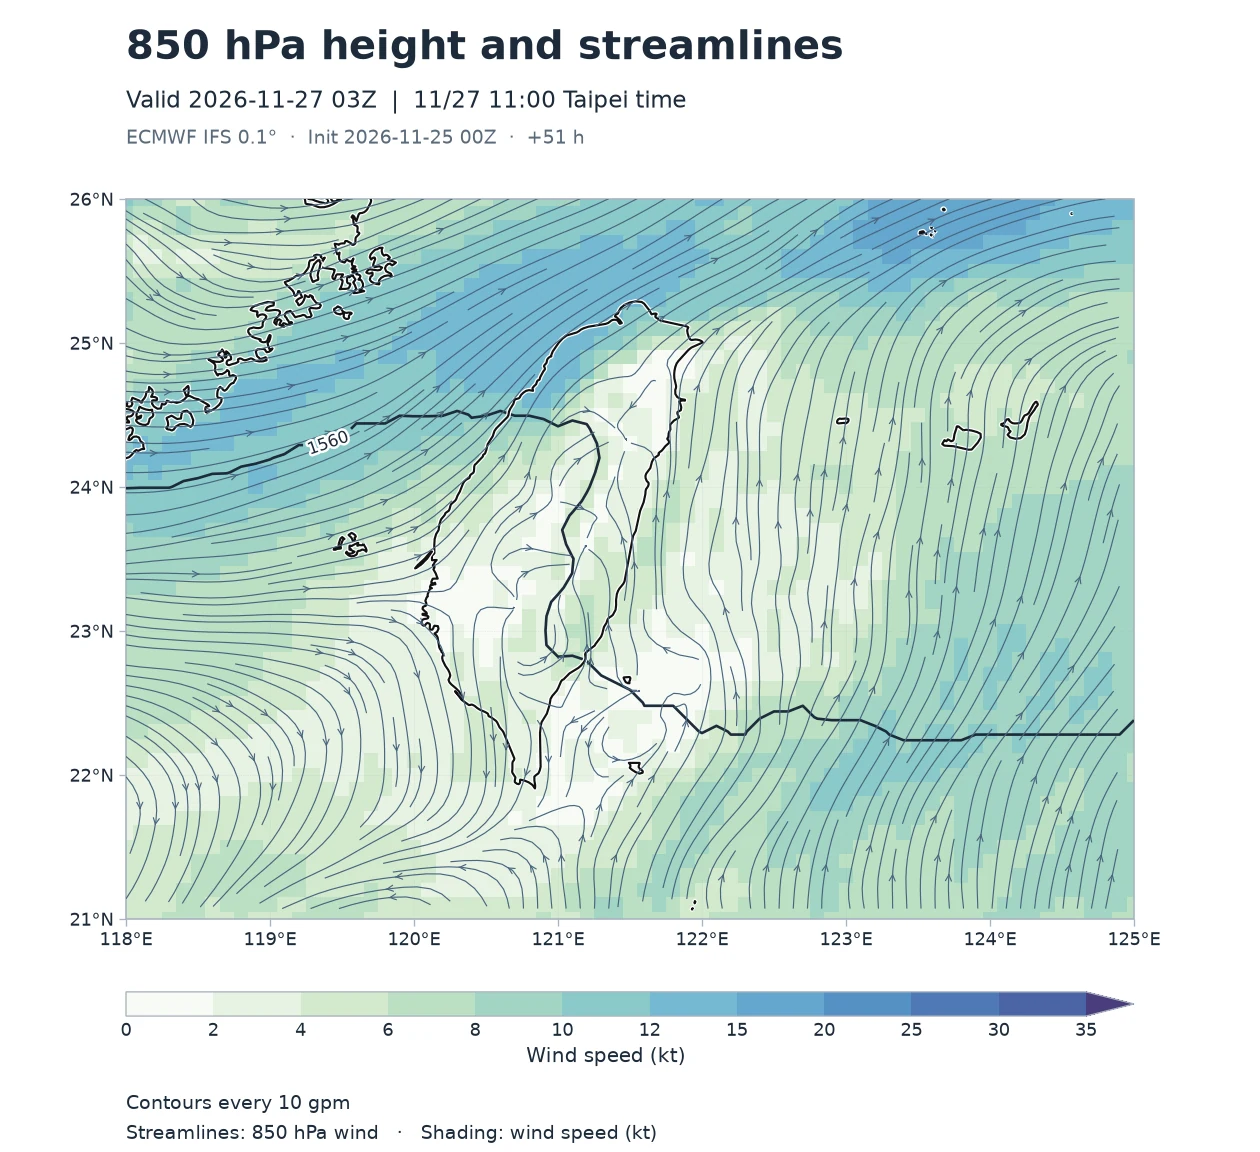 850 hPa height and streamlines
Valid 2026-11-27 03Z | 11/27 11:00 Taipei time
ECMWF IFS 0.1° · Init 2026-11-25 00Z · +51 h
26°N
25°N
1560
24°N
23°N
22°N
21°N
118°E 119°E 120°E 121°E 122°E 123°E 124°E 125°E
0 2 4 6 8 10 12 15 20 25 30 35
Wind speed (kt)
Contours every 10 gpm
Streamlines: 850 hPa wind · Shading: wind speed (kt)